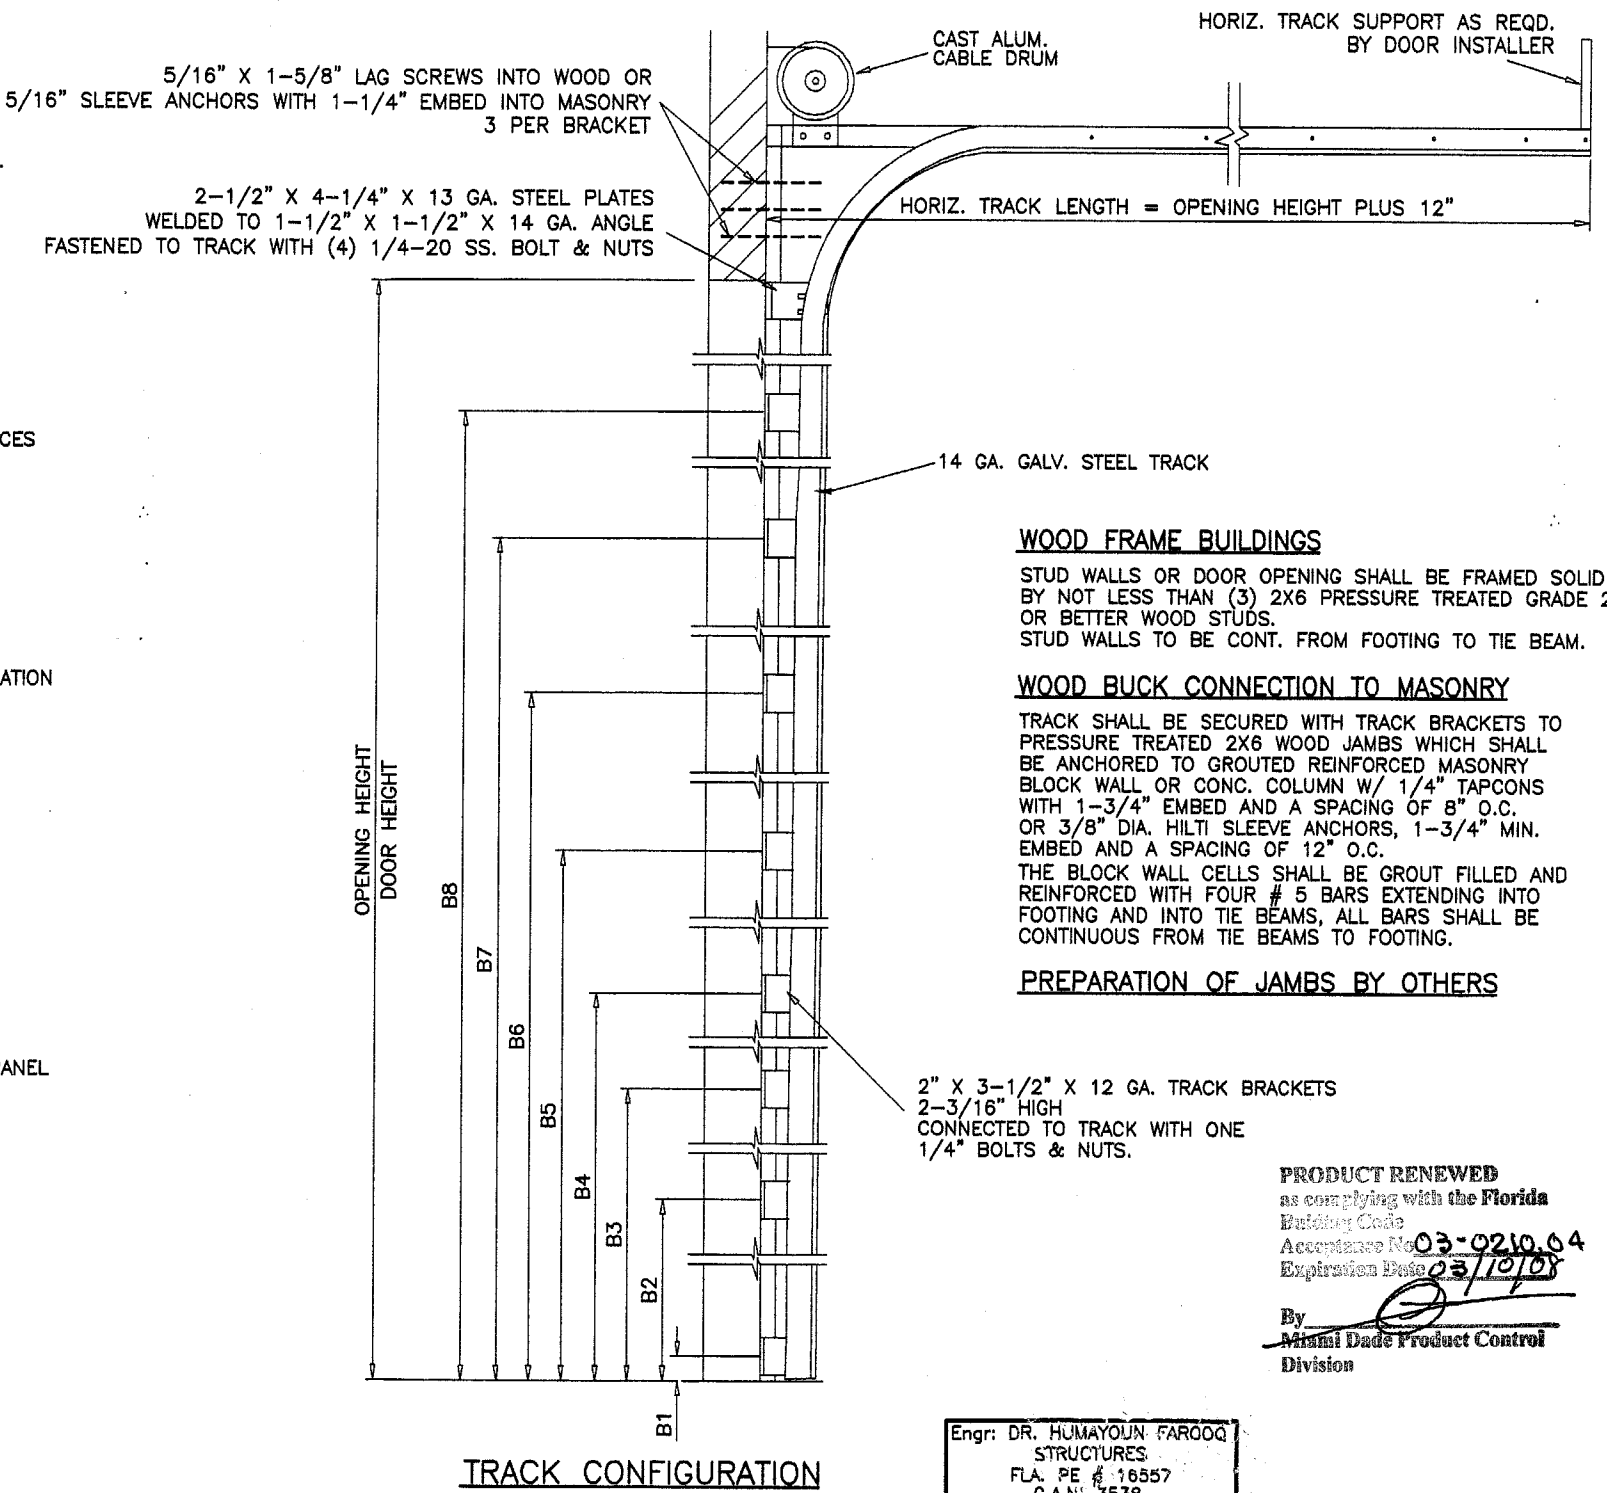 HORIZ. TRACK SUPPORT AS REQD.
BY DOOR INSTALLER
CAST ALUM.
CABLE DRUM
5/16" X 1-5/8" LAG SCREWS INTO WOOD OR
5/16" SLEEVE ANCHORS WITH 1-1/4" EMBED INTO MASONRY
3 PER BRACKET
2-1/2" X 4-1/4" X 13 GA. STEEL PLATES
WELDED TO 1-1/2" X 1-1/2" X 14 GA. ANGLE
FASTENED TO TRACK WITH (4) 1/4-20 SS. BOLT & NUTS
HORIZ. TRACK LENGTH = OPENING HEIGHT PLUS 12"
CES
14 GA. GALV. STEEL TRACK
WOOD FRAME BUILDINGS
STUD WALLS OR DOOR OPENING SHALL BE FRAMED SOLID
BY NOT LESS THAN (3) 2X6 PRESSURE TREATED GRADE 2
OR BETTER WOOD STUDS.
STUD WALLS TO BE CONT. FROM FOOTING TO TIE BEAM.
ATION
WOOD BUCK CONNECTION TO MASONRY
TRACK SHALL BE SECURED WITH TRACK BRACKETS TO
PRESSURE TREATED 2X6 WOOD JAMBS WHICH SHALL
BE ANCHORED TO GROUTED REINFORCED MASONRY
BLOCK WALL OR CONC. COLUMN W/ 1/4" TAPCONS
WITH 1-3/4" EMBED AND A SPACING OF 8" O.C.
OR 3/8" DIA. HILTI SLEEVE ANCHORS, 1-3/4" MIN.
EMBED AND A SPACING OF 12" O.C.
THE BLOCK WALL CELLS SHALL BE GROUT FILLED AND
REINFORCED WITH FOUR # 5 BARS EXTENDING INTO
FOOTING AND INTO TIE BEAMS, ALL BARS SHALL BE
CONTINUOUS FROM TIE BEAMS TO FOOTING.
PREPARATION OF JAMBS BY OTHERS
OPENING HEIGHT
DOOR HEIGHT
B8
B7
B6
B5
B4
B3
B2
B1
ANEL
2" X 3-1/2" X 12 GA. TRACK BRACKETS
2-3/16" HIGH
CONNECTED TO TRACK WITH ONE
1/4" BOLTS & NUTS.
PRODUCT RENEWED
as complying with the Florida
Building Code
Acceptance No 03-0210.04
Expiration Date 03/10/08
By
Miami Dade Product Control
Division
TRACK CONFIGURATION
Engr: DR. HUMAYOUN FAROOQ
STRUCTURES
FLA. PE # 16557
C.A.N. 3538